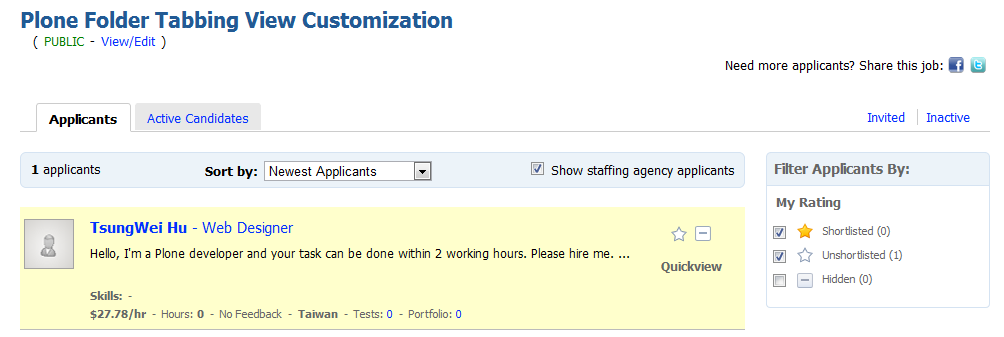 Plone Folder Tabbing View Customization
( PUBLIC - View/Edit )
Need more applicants? Share this job:
Applicants Active Candidates Invited Inactive
1 applicants Sort by: Newest Applicants Show staffing agency applicants
Filter Applicants By:
My Rating
Shortlisted (0)
Unshortlisted (1)
Hidden (0)
TsungWei Hu - Web Designer
Hello, I'm a Plone developer and your task can be done within 2 working hours. Please hire me. ...
Quickview
Skills: -
$27.78/hr - Hours: 0 - No Feedback - Taiwan - Tests: 0 - Portfolio: 0